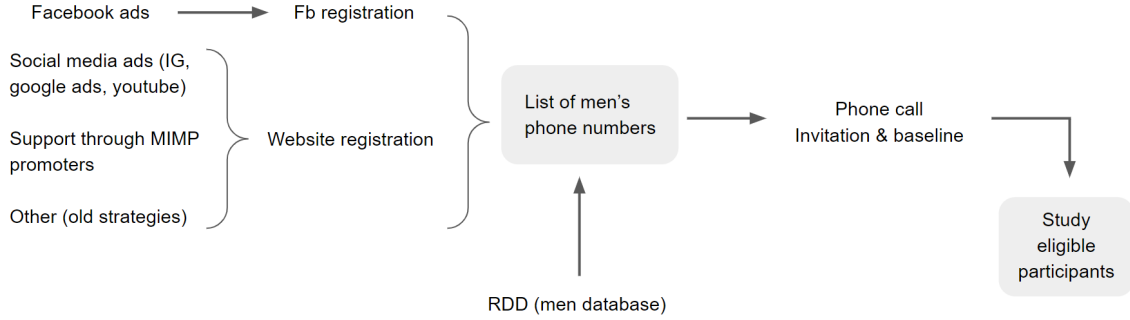 Facebook ads
Fb registration
Social media ads (IG,
google ads, youtube)
Support through MIMP
promoters
Other (old strategies)
Website registration
List of men's
phone numbers
RDD (men database)
Phone call
Invitation & baseline
Study
eligible
participants